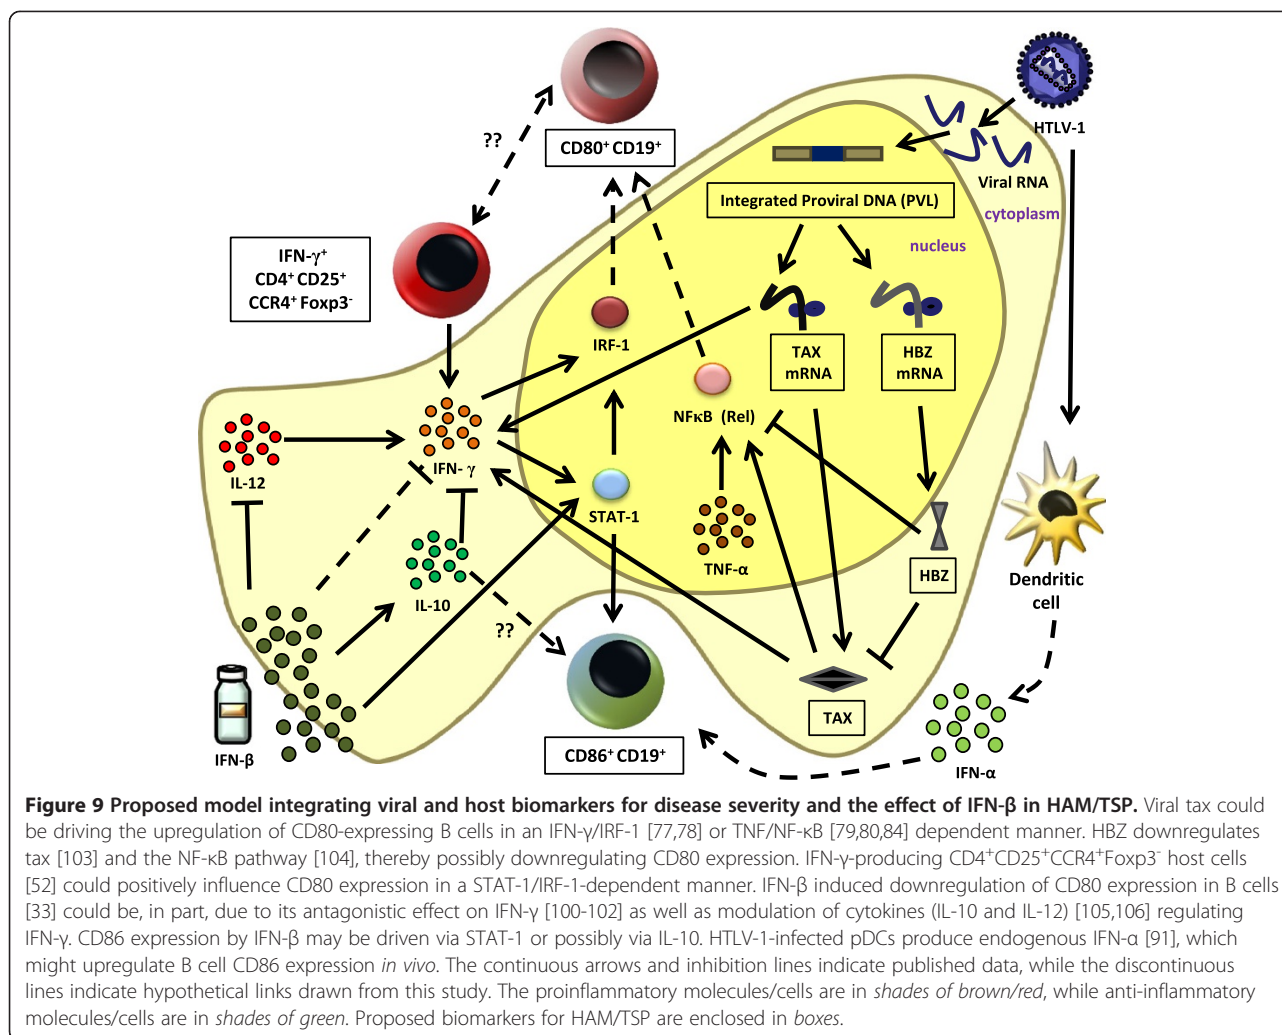 ??
CD80⁺ CD19⁺
HTLV-1
Viral RNA
Integrated Proviral DNA (PVL)
cytoplasm
nucleus
IFN-γ⁺
CD4⁺ CD25⁺
CCR4⁺ Foxp3⁻
IRF-1
TAX
mRNA
HBZ
mRNA
NFκB (Rel)
IL-12
IFN- γ
STAT-1
TNF-α
IL-10
HBZ
Dendritic
cell
??
TAX
IFN-β
CD86⁺ CD19⁺
IFN-α
Figure 9 Proposed model integrating viral and host biomarkers for disease severity and the effect of IFN-β in HAM/TSP. Viral tax could
be driving the upregulation of CD80-expressing B cells in an IFN-γ/IRF-1 [77,78] or TNF/NF-κB [79,80,84] dependent manner. HBZ downregulates
tax [103] and the NF-κB pathway [104], thereby possibly downregulating CD80 expression. IFN-γ-producing CD4⁺CD25⁺CCR4⁺Foxp3⁻ host cells
[52] could positively influence CD80 expression in a STAT-1/IRF-1-dependent manner. IFN-β induced downregulation of CD80 expression in B cells
[33] could be, in part, due to its antagonistic effect on IFN-γ [100-102] as well as modulation of cytokines (IL-10 and IL-12) [105,106] regulating
IFN-γ. CD86 expression by IFN-β may be driven via STAT-1 or possibly via IL-10. HTLV-1-infected pDCs produce endogenous IFN-α [91], which
might upregulate B cell CD86 expression in vivo. The continuous arrows and inhibition lines indicate published data, while the discontinuous
lines indicate hypothetical links drawn from this study. The proinflammatory molecules/cells are in shades of brown/red, while anti-inflammatory
molecules/cells are in shades of green. Proposed biomarkers for HAM/TSP are enclosed in boxes.